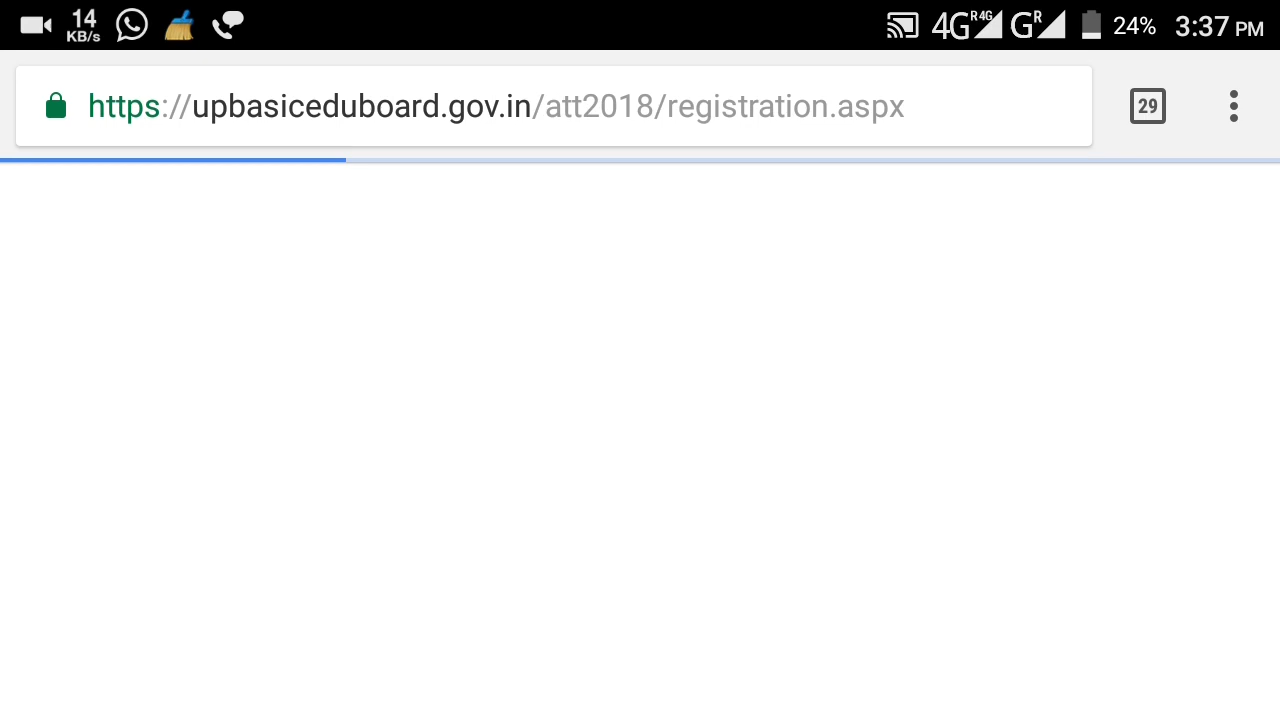 14
KB/s
4G R4G G R 24% 3:37 PM
https://upbasiceduboard.gov.in/att2018/registration.aspx
29